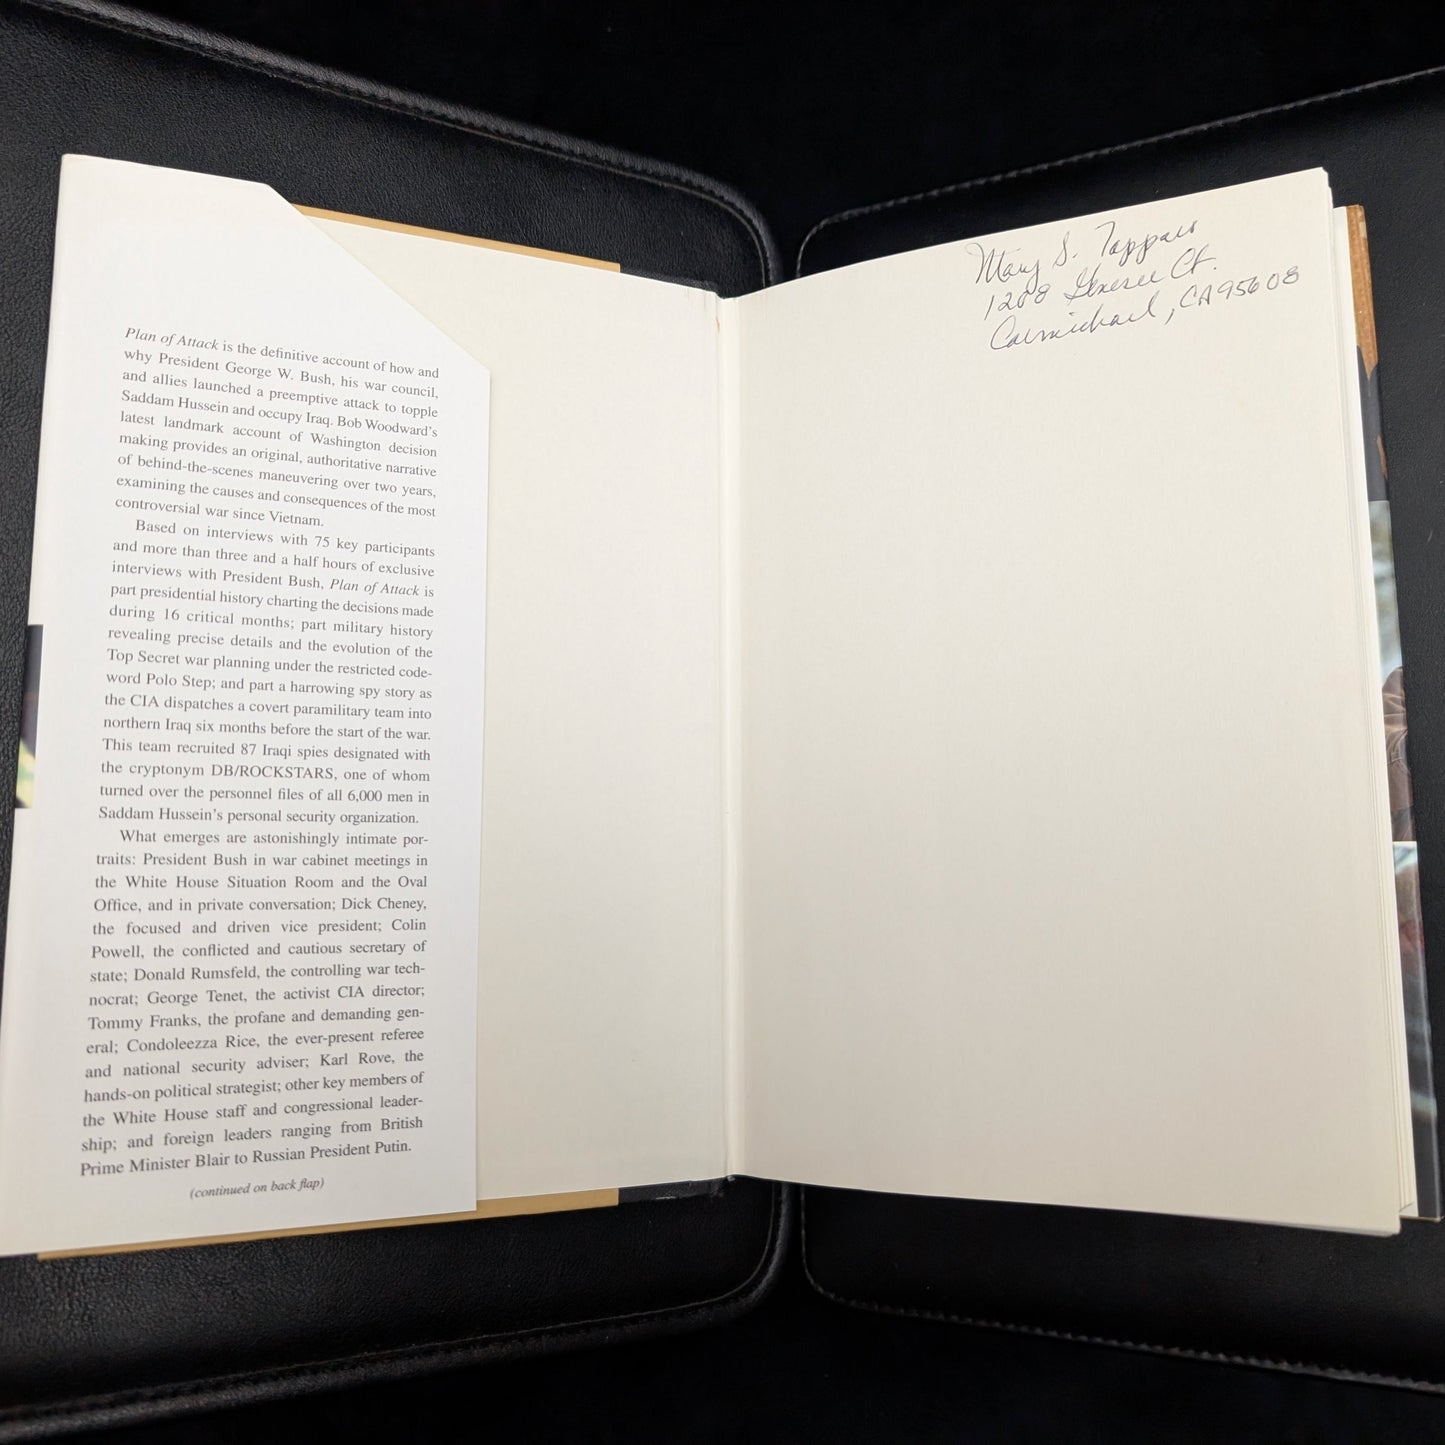 Plan of Attack is the definitive account of how and
why President George W. Bush, his war council,
and allies launched a preemptive attack to topple
Saddam Hussein and occupy Iraq. Bob Woodward's
latest landmark account of Washington decision
making provides an original, authoritative narrative
of behind-the-scenes maneuvering over two years,
examining the causes and consequences of the most
controversial war since Vietnam.
Based on interviews with 75 key participants
and more than three and a half hours of exclusive
interviews with President Bush, Plan of Attack is
part presidential history charting the decisions made
during 16 critical months; part military history
revealing precise details and the evolution of the
Top Secret war planning under the restricted code-
word Polo Step; and part a harrowing spy story as
the CIA dispatches a covert paramilitary team into
northern Iraq six months before the start of the war.
This team recruited 87 Iraqi spies designated with
the cryptonym DB/ROCKSTARS, one of whom
turned over the personnel files of all 6,000 men in
Saddam Hussein's personal security organization.
What emerges are astonishingly intimate por-
traits: President Bush in war cabinet meetings in
the White House Situation Room and the Oval
Office, and in private conversation; Dick Cheney,
the focused and driven vice president; Colin
Powell, the conflicted and cautious secretary of
state; Donald Rumsfeld, the controlling war tech-
nocrat; George Tenet, the activist CIA director;
Tommy Franks, the profane and demanding gen-
eral; Condoleezza Rice, the ever-present referee
and national security adviser; Karl Rove, the
hands-on political strategist; other key members of
the White House staff and congressional leader-
ship; and foreign leaders ranging from British
Prime Minister Blair to Russian President Putin.
(continued on back flap)
Mary S. Tappan
1208 Genesee Ct.
Carmichael, CA 95608